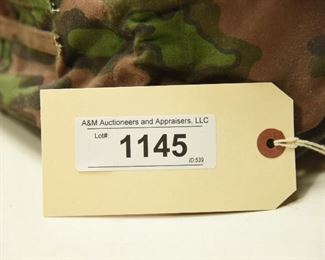 A&M Auctioneers and Appraisers, LLC
Lot#:
1145
ID:539